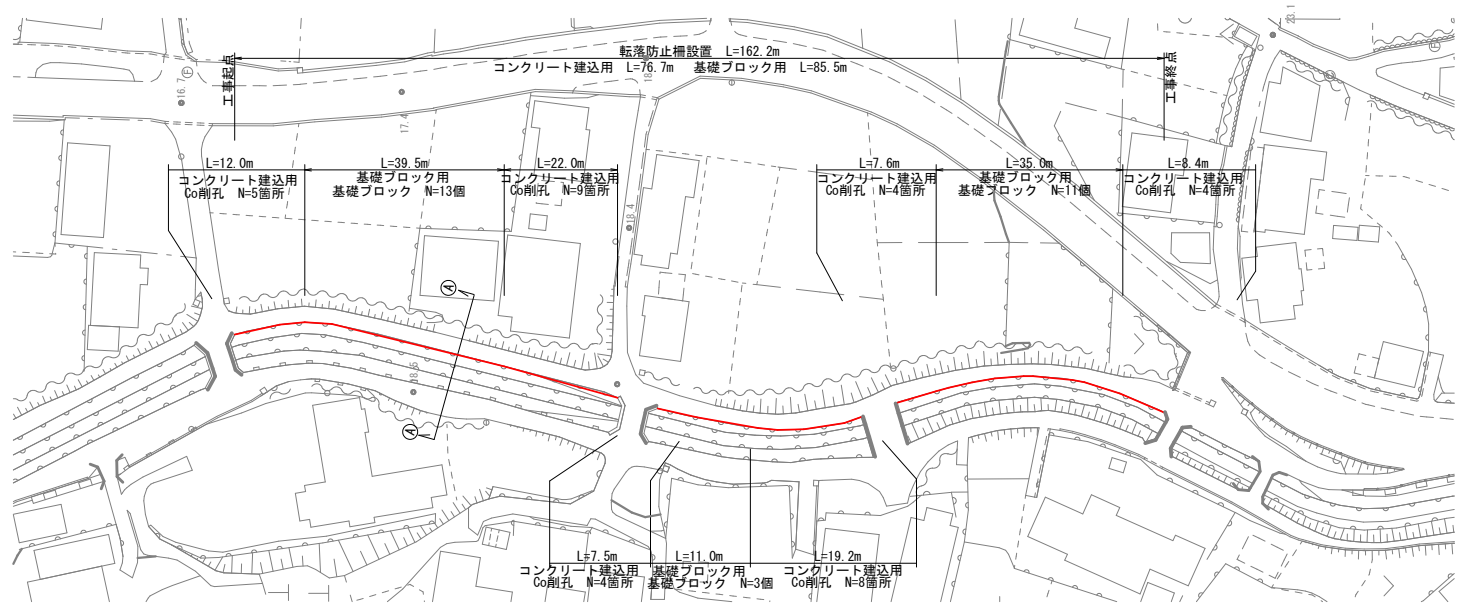 転落防止柵設置 L=162.2m
コンクリート建込用 L=76.7m 基礎ブロック用 L=85.5m
工事起点
工事終点
16.7
17.4
18.4
18.5
23.1
L=12.0m
コンクリート建込用
Co削孔 N=5箇所
L=39.5m
基礎ブロック用
基礎ブロック N=13個
L=22.0m
コンクリート建込用
Co削孔 N=9箇所
L=7.6m
コンクリート建込用
Co削孔 N=4箇所
L=35.0m
基礎ブロック用
基礎ブロック N=11個
L=8.4m
コンクリート建込用
Co削孔 N=4箇所
A
A
L=7.5m
コンクリート建込用
Co削孔 N=4箇所
L=11.0m
基礎ブロック用
基礎ブロック N=3個
L=19.2m
コンクリート建込用
Co削孔 N=8箇所